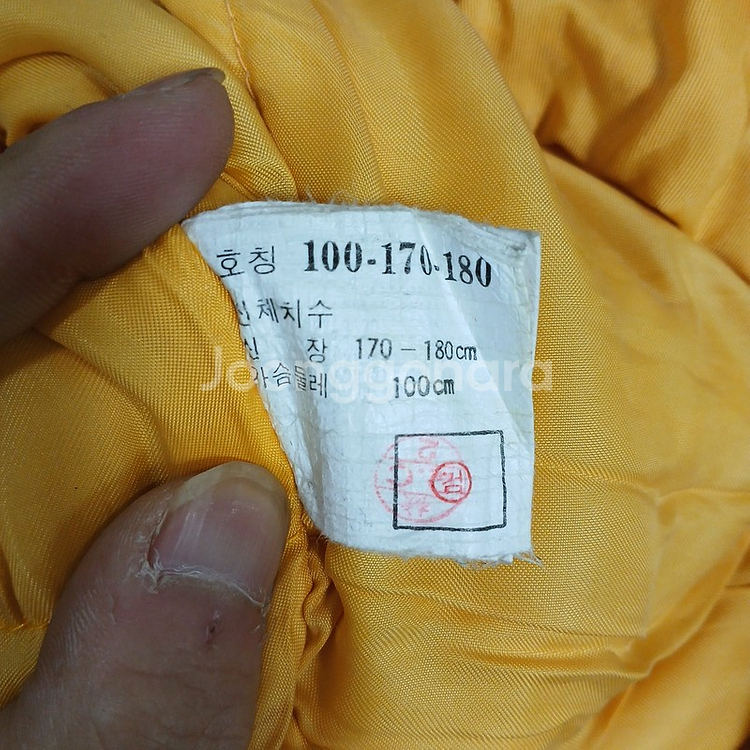 호칭 100-170-180
신체치수
신 장 170 - 180cm
가슴둘레 100cm
검
Joonggonara